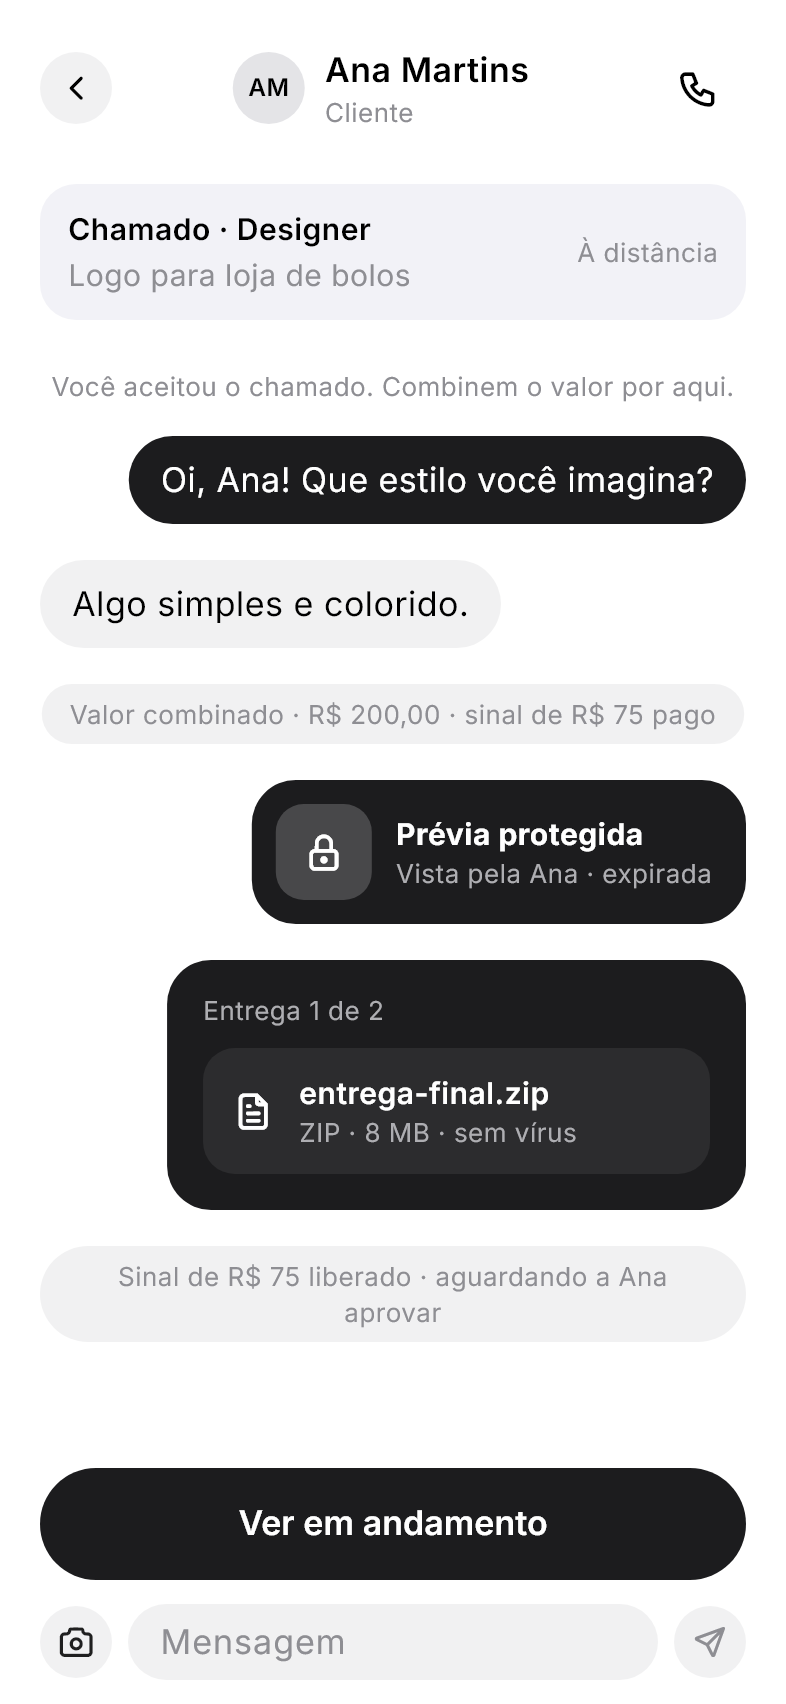 AM
Ana Martins
Cliente
Chamado · Designer
Logo para loja de bolos
À distância
Você aceitou o chamado. Combinem o valor por aqui.
Oi, Ana! Que estilo você imagina?
Algo simples e colorido.
Valor combinado · R$ 200,00 · sinal de R$ 75 pago
Prévia protegida
Vista pela Ana · expirada
Entrega 1 de 2
entrega-final.zip
ZIP · 8 MB · sem vírus
Sinal de R$ 75 liberado · aguardando a Ana
aprovar
Ver em andamento
Mensagem